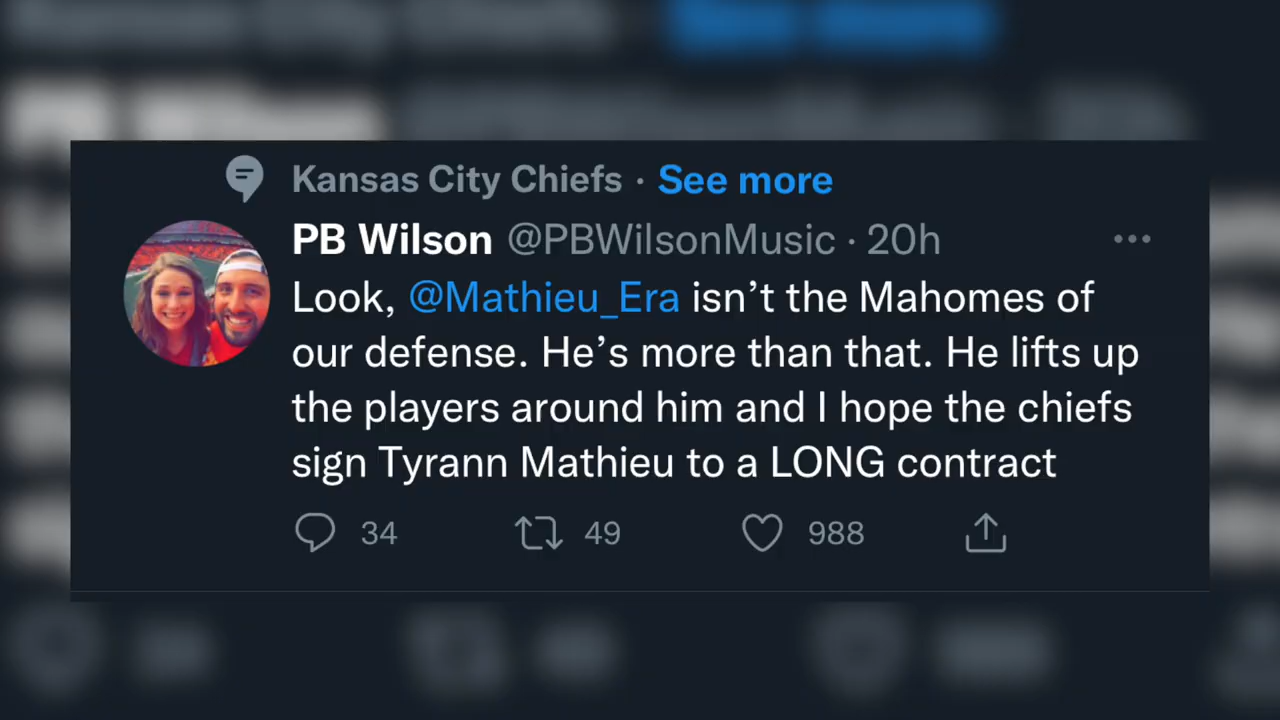 Kansas City Chiefs · See more
PB Wilson @PBWilsonMusic · 20h
Look, @Mathieu_Era isn’t the Mahomes of
our defense. He’s more than that. He lifts up
the players around him and I hope the chiefs
sign Tyrann Mathieu to a LONG contract
34 49 988